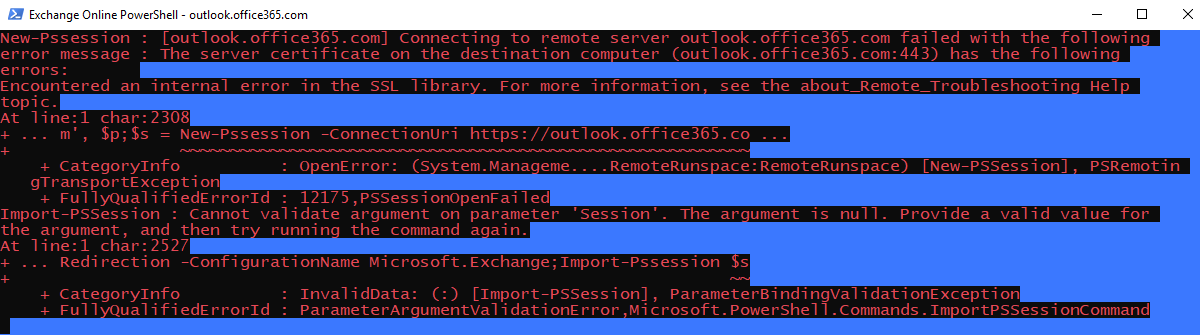 Exchange Online PowerShell - outlook.office365.com
New-Pssession : [outlook.office365.com] Connecting to remote server outlook.office365.com failed with the following
error message : The server certificate on the destination computer (outlook.office365.com:443) has the following
errors:
Encountered an internal error in the SSL library. For more information, see the about_Remote_Troubleshooting Help
topic.
At line:1 char:2308
+ ... m', $p;$s = New-Pssession -ConnectionUri https://outlook.office365.co ...
+                 ~~~~~~~~~~~~~~~~~~~~~~~~~~~~~~~~~~~~~~~~~~~~~~~~~~~~~~~~~
    + CategoryInfo          : OpenError: (System.Manageme....RemoteRunspace:RemoteRunspace) [New-PSSession], PSRemotin
   gTransportException
    + FullyQualifiedErrorId : 12175,PSSessionOpenFailed
Import-PSSession : Cannot validate argument on parameter 'Session'. The argument is null. Provide a valid value for
the argument, and then try running the command again.
At line:1 char:2527
+ ... Redirection -ConfigurationName Microsoft.Exchange;Import-Pssession $s
+                                                                        ~~
    + CategoryInfo          : InvalidData: (:) [Import-PSSession], ParameterBindingValidationException
    + FullyQualifiedErrorId : ParameterArgumentValidationError,Microsoft.PowerShell.Commands.ImportPSSessionCommand